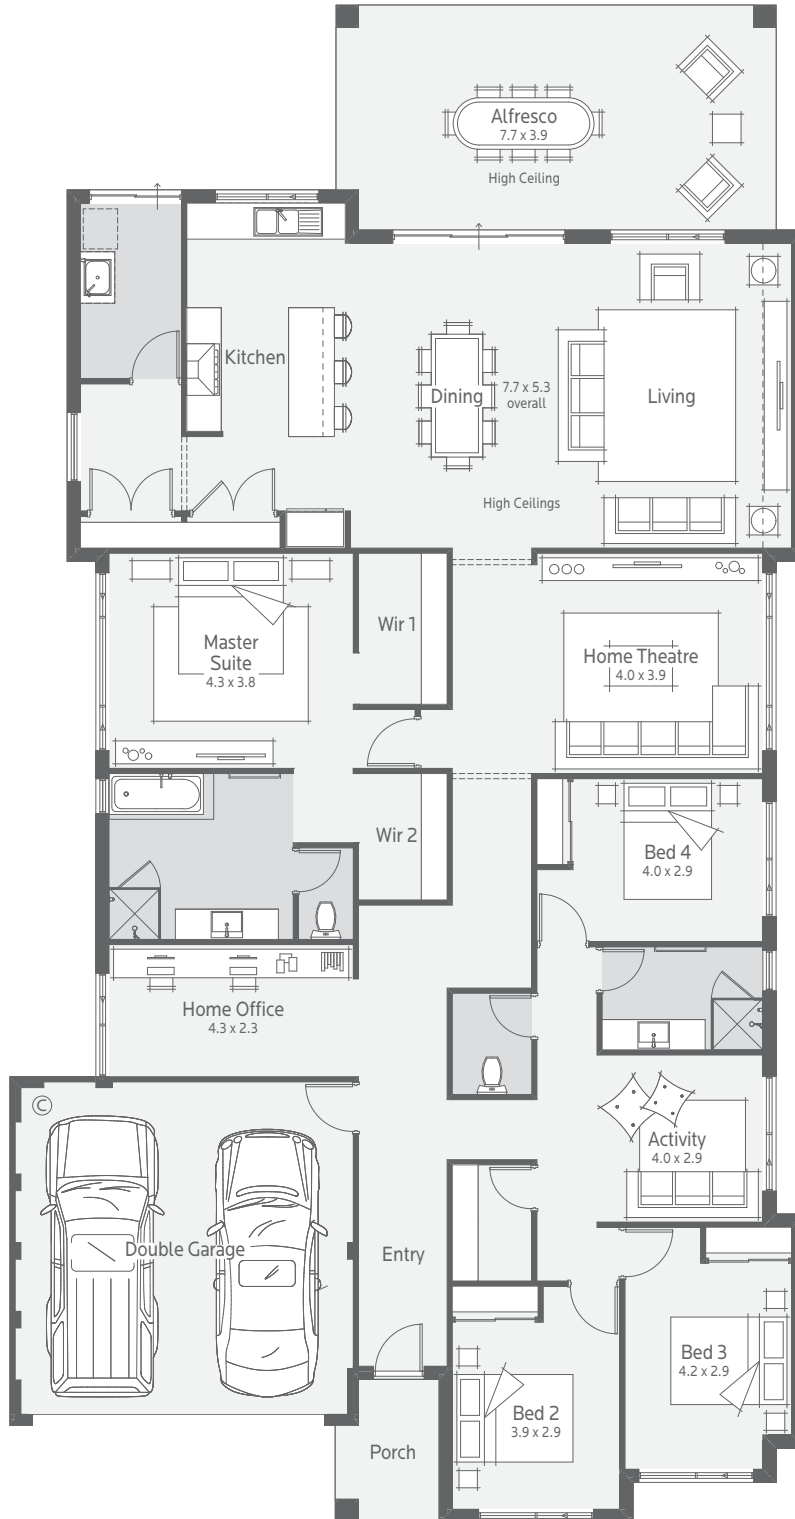 Alfresco
7.7 x 3.9
High Ceiling
Kitchen
Dining
7.7 x 5.3
overall
Living
High Ceilings
Wir 1
Master
Suite
4.3 x 3.8
Home Theatre
4.0 x 3.9
Wir 2
Bed 4
4.0 x 2.9
Home Office
4.3 x 2.3
C
Activity
4.0 x 2.9
Double Garage
Entry
Bed 3
4.2 x 2.9
Bed 2
3.9 x 2.9
Porch